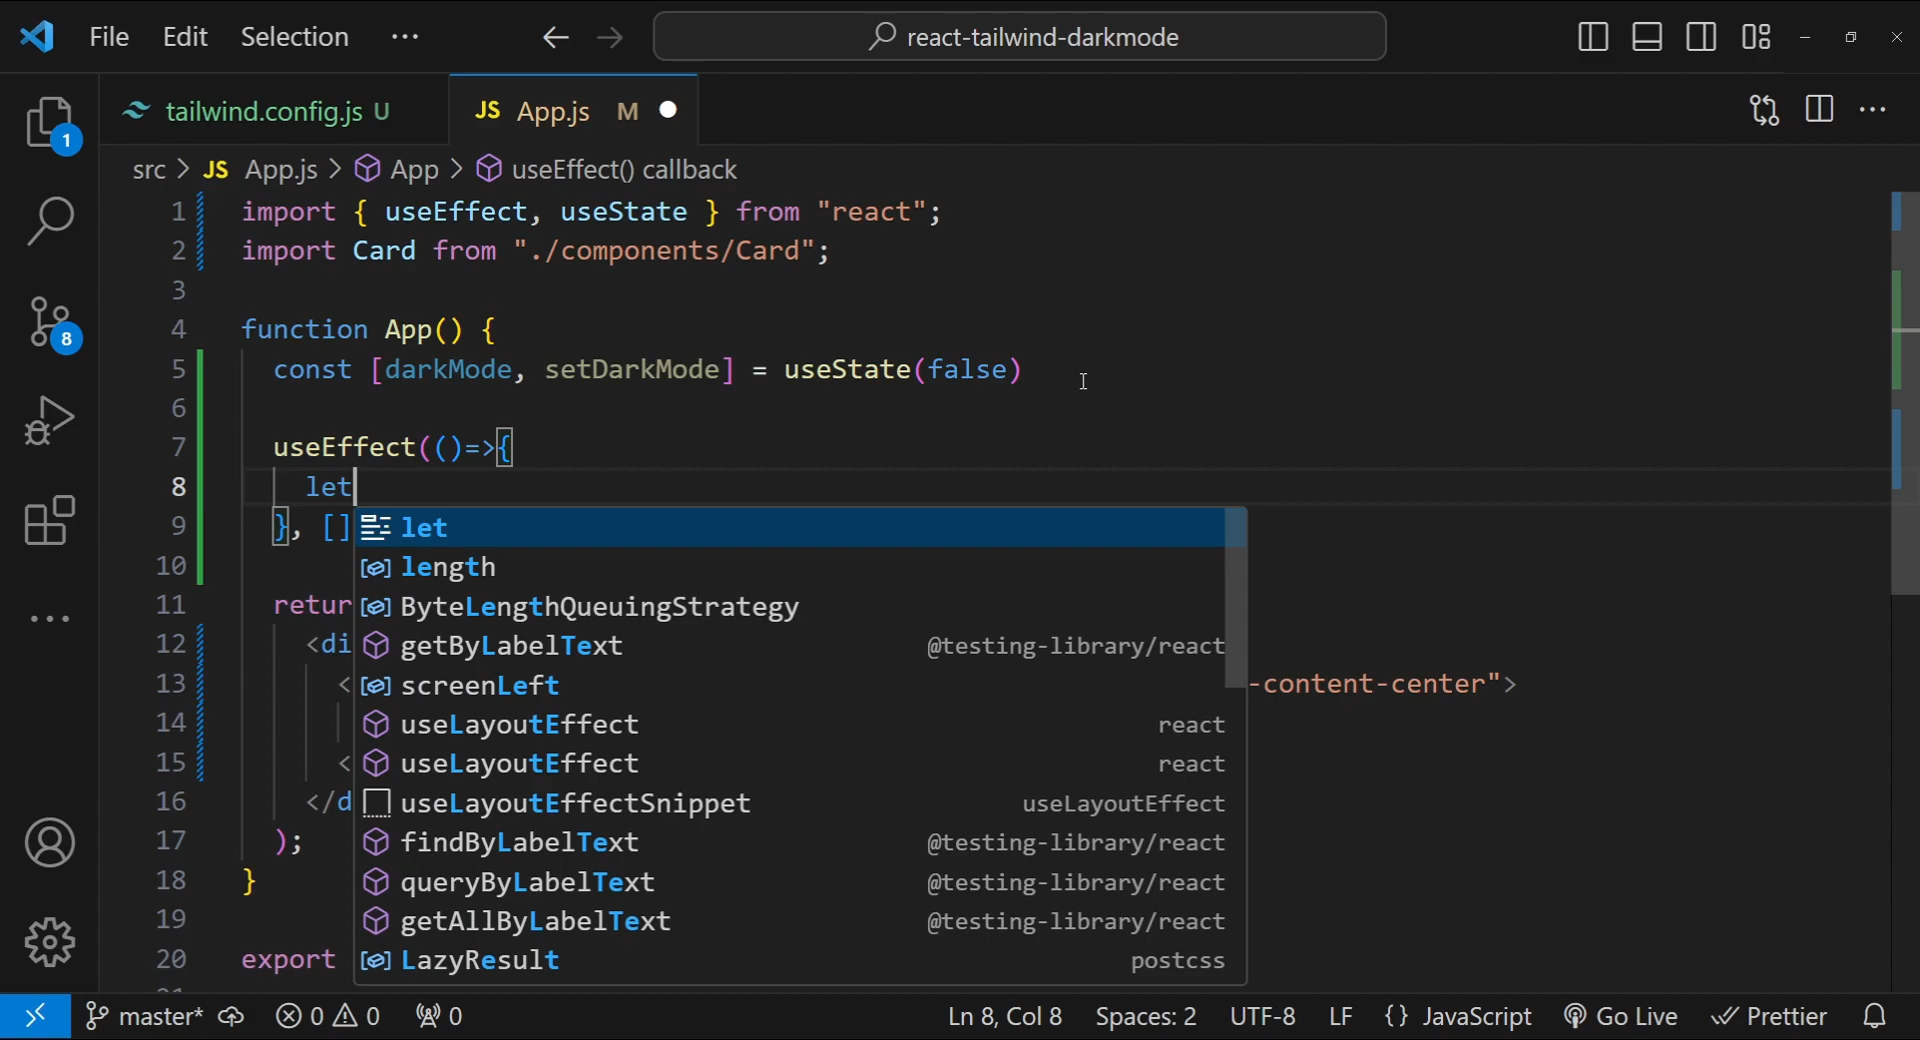 File Edit Selection ··· react-tailwind-darkmode
tailwind.config.js U JS App.js M
1
src > JS App.js > App > useEffect() callback
1 import { useEffect, useState } from "react";
2 import Card from "./components/Card";
3
8
4 function App() {
5 const [darkMode, setDarkMode] = useState(false)
6
7 useEffect(()=>{
8 let
9 }, []
10
11 retur
12 <di
13 < -content-center">
14
15 <
16 </d
17 );
18 }
19
20 export
let
length
ByteLengthQueuingStrategy
getByLabelText @testing-library/react
screenLeft
useLayoutEffect react
useLayoutEffect react
useLayoutEffectSnippet useLayoutEffect
findByLabelText @testing-library/react
queryByLabelText @testing-library/react
getAllByLabelText @testing-library/react
LazyResult postcss
master* 0 0 0 Ln 8, Col 8 Spaces: 2 UTF-8 LF {} JavaScript Go Live Prettier